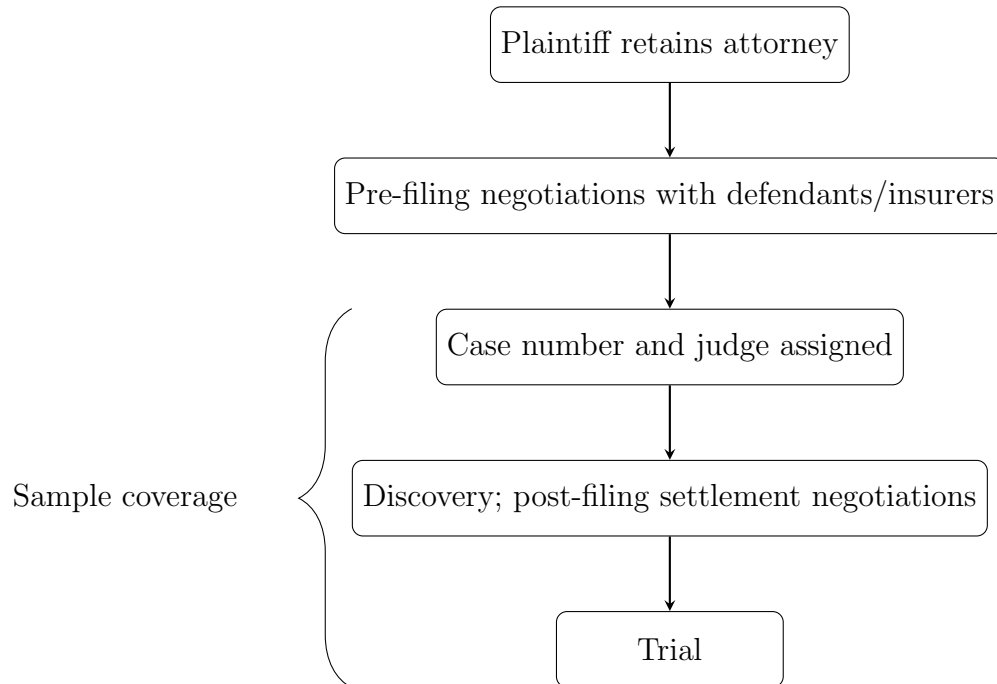 Plaintiff retains attorney
Pre-filing negotiations with defendants/insurers
Case number and judge assigned
Sample coverage
Discovery; post-filing settlement negotiations
Trial